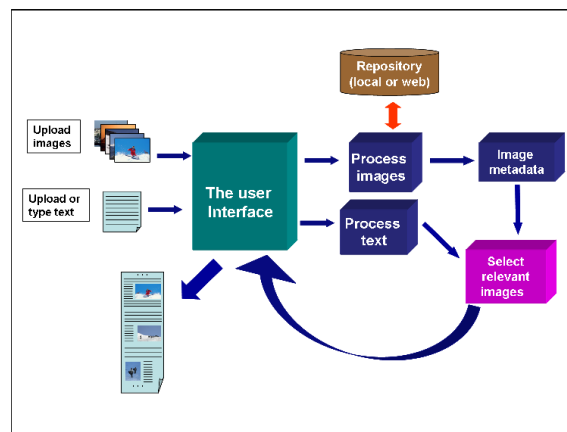 Repository
(local or web)
Upload
images
Process
images
Image
metadata
Upload or
type text
The user
Interface
Process
text
Select
relevant
images